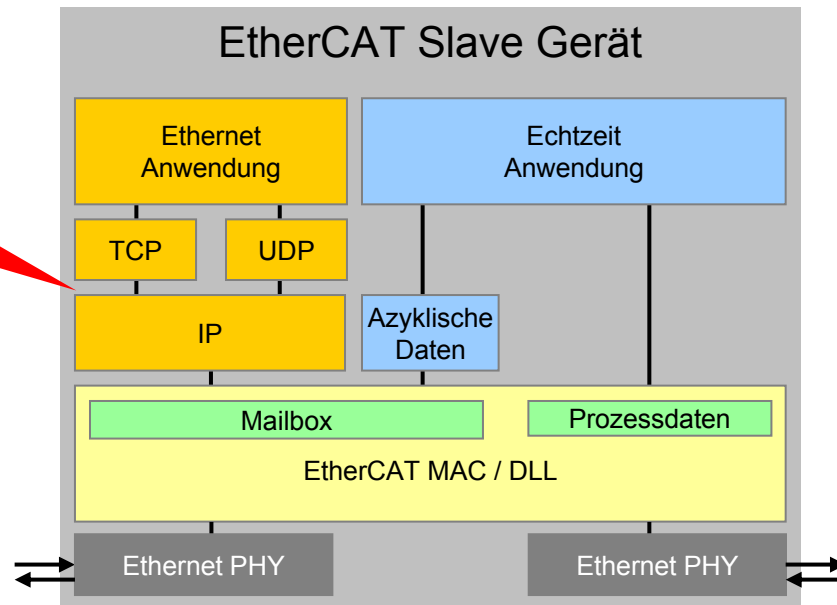 EtherCAT Slave Gerät
Ethernet
Anwendung
Echtzeit
Anwendung
TCP
UDP
IP
Azyklische
Daten
Mailbox
Prozessdaten
EtherCAT MAC / DLL
Ethernet PHY
Ethernet PHY